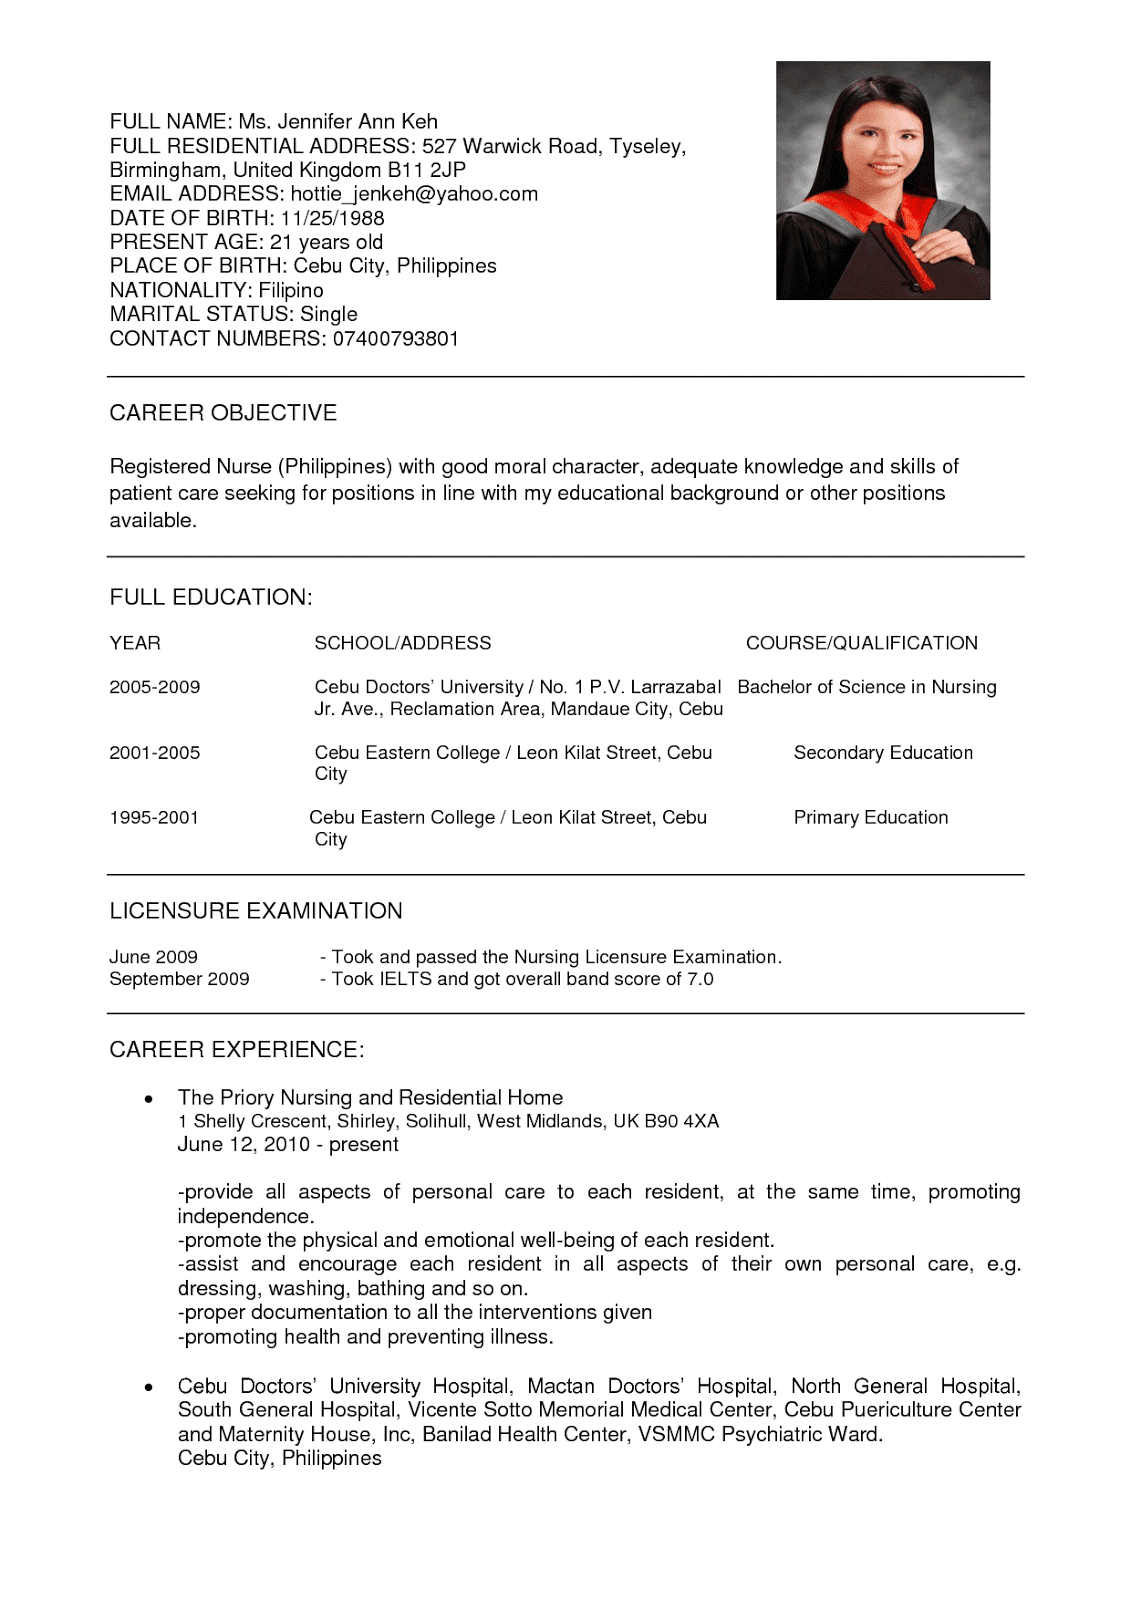 FULL NAME: Ms. Jennifer Ann Keh
FULL RESIDENTIAL ADDRESS: 527 Warwick Road, Tyseley,
Birmingham, United Kingdom B11 2JP
EMAIL ADDRESS: hottie_jenkeh@yahoo.com
DATE OF BIRTH: 11/25/1988
PRESENT AGE: 21 years old
PLACE OF BIRTH: Cebu City, Philippines
NATIONALITY: Filipino
MARITAL STATUS: Single
CONTACT NUMBERS: 07400793801
CAREER OBJECTIVE
Registered Nurse (Philippines) with good moral character, adequate knowledge and skills of
patient care seeking for positions in line with my educational background or other positions
available.
FULL EDUCATION:
YEAR SCHOOL/ADDRESS COURSE/QUALIFICATION
2005-2009 Cebu Doctors' University / No. 1 P.V. Larrazabal Bachelor of Science in Nursing
Jr. Ave., Reclamation Area, Mandaue City, Cebu
2001-2005 Cebu Eastern College / Leon Kilat Street, Cebu Secondary Education
City
1995-2001 Cebu Eastern College / Leon Kilat Street, Cebu Primary Education
City
LICENSURE EXAMINATION
June 2009 - Took and passed the Nursing Licensure Examination.
September 2009 - Took IELTS and got overall band score of 7.0
CAREER EXPERIENCE:
• The Priory Nursing and Residential Home
1 Shelly Crescent, Shirley, Solihull, West Midlands, UK B90 4XA
June 12, 2010 - present
-provide all aspects of personal care to each resident, at the same time, promoting
independence.
-promote the physical and emotional well-being of each resident.
-assist and encourage each resident in all aspects of their own personal care, e.g.
dressing, washing, bathing and so on.
-proper documentation to all the interventions given
-promoting health and preventing illness.
• Cebu Doctors' University Hospital, Mactan Doctors' Hospital, North General Hospital,
South General Hospital, Vicente Sotto Memorial Medical Center, Cebu Puericulture Center
and Maternity House, Inc, Banilad Health Center, VSMMC Psychiatric Ward.
Cebu City, Philippines